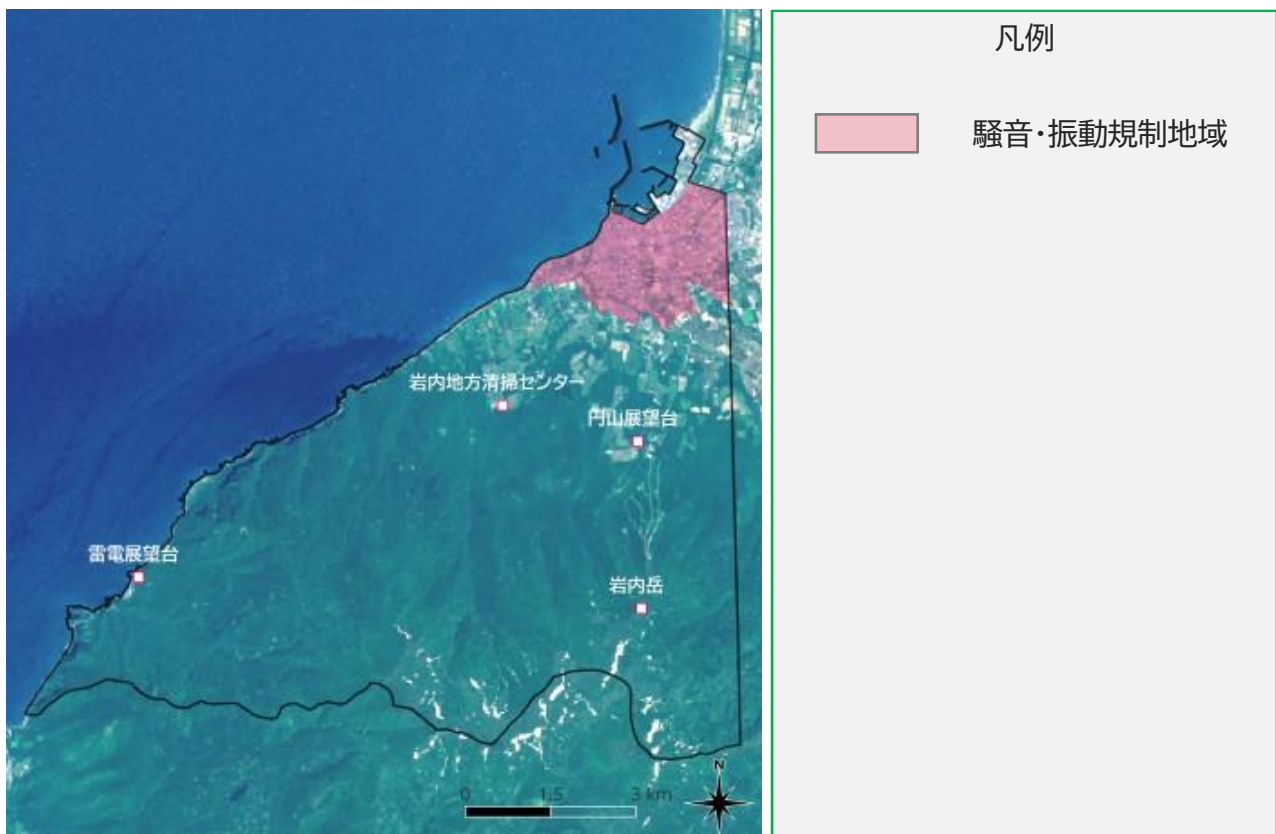 岩内地方清掃センター
円山展望台
雷電展望台
岩内岳
N
0 1.5 3 km
凡例
騒音・振動規制地域